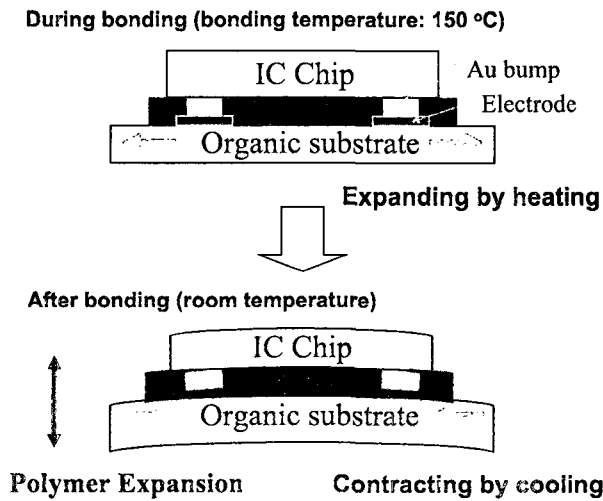 During bonding (bonding temperature: 150 °C)
IC Chip
Au bump
Electrode
Organic substrate
Expanding by heating
After bonding (room temperature)
IC Chip
Organic substrate
Polymer Expansion
Contracting by cooling